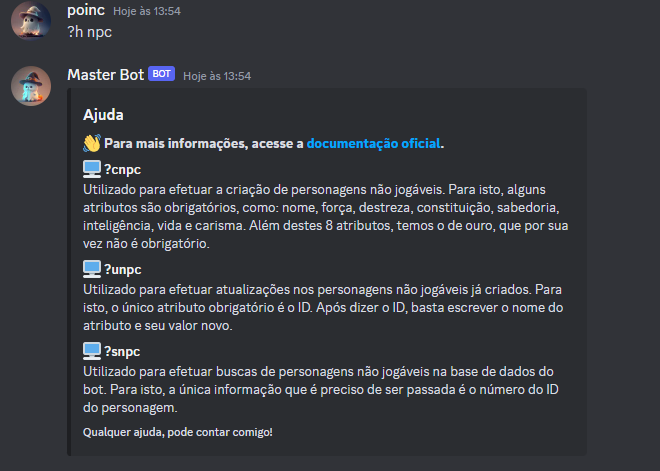 poinc Hoje às 13:54
?h npc
Master Bot BOT Hoje às 13:54
Ajuda
Para mais informações, acesse a documentação oficial.
?cnpc
Utilizado para efetuar a criação de personagens não jogáveis. Para isto, alguns
atributos são obrigatórios, como: nome, força, destreza, constituição, sabedoria,
inteligência, vida e carisma. Além destes 8 atributos, temos o de ouro, que por sua
vez não é obrigatório.
?unpc
Utilizado para efetuar atualizações nos personagens não jogáveis já criados. Para
isto, o único atributo obrigatório é o ID. Após dizer o ID, basta escrever o nome do
atributo e seu valor novo.
?snpc
Utilizado para efetuar buscas de personagens não jogáveis na base de dados do
bot. Para isto, a única informação que é preciso de ser passada é o número do ID
do personagem.
Qualquer ajuda, pode contar comigo!